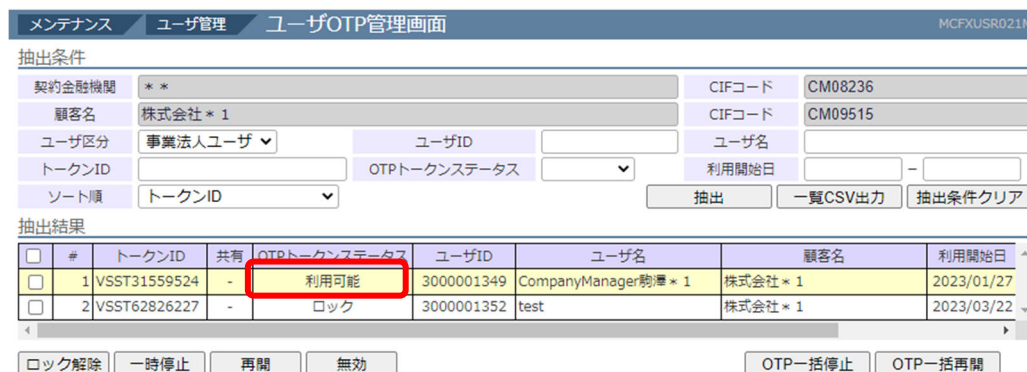 メンテナンス ユーザ管理 ユーザOTP管理画面 MCFXUSR021M
抽出条件
契約金融機関 ＊＊ CIFコード CM08236
顧客名 株式会社＊1 CIFコード CM09515
ユーザ区分 事業法人ユーザ ユーザID ユーザ名
トークンID OTPトークンステータス 利用開始日 –
ソート順 トークンID 抽出 一覧CSV出力 抽出条件クリア
抽出結果
# トークンID 共有 OTPトークンステータス ユーザID ユーザ名 顧客名 利用開始日
1 VSST31559524 - 利用可能 3000001349 CompanyManager駒澤＊1 株式会社＊1 2023/01/27
2 VSST62826227 - ロック 3000001352 test 株式会社＊1 2023/03/22
ロック解除 一時停止 再開 無効 OTP一括停止 OTP一括再開